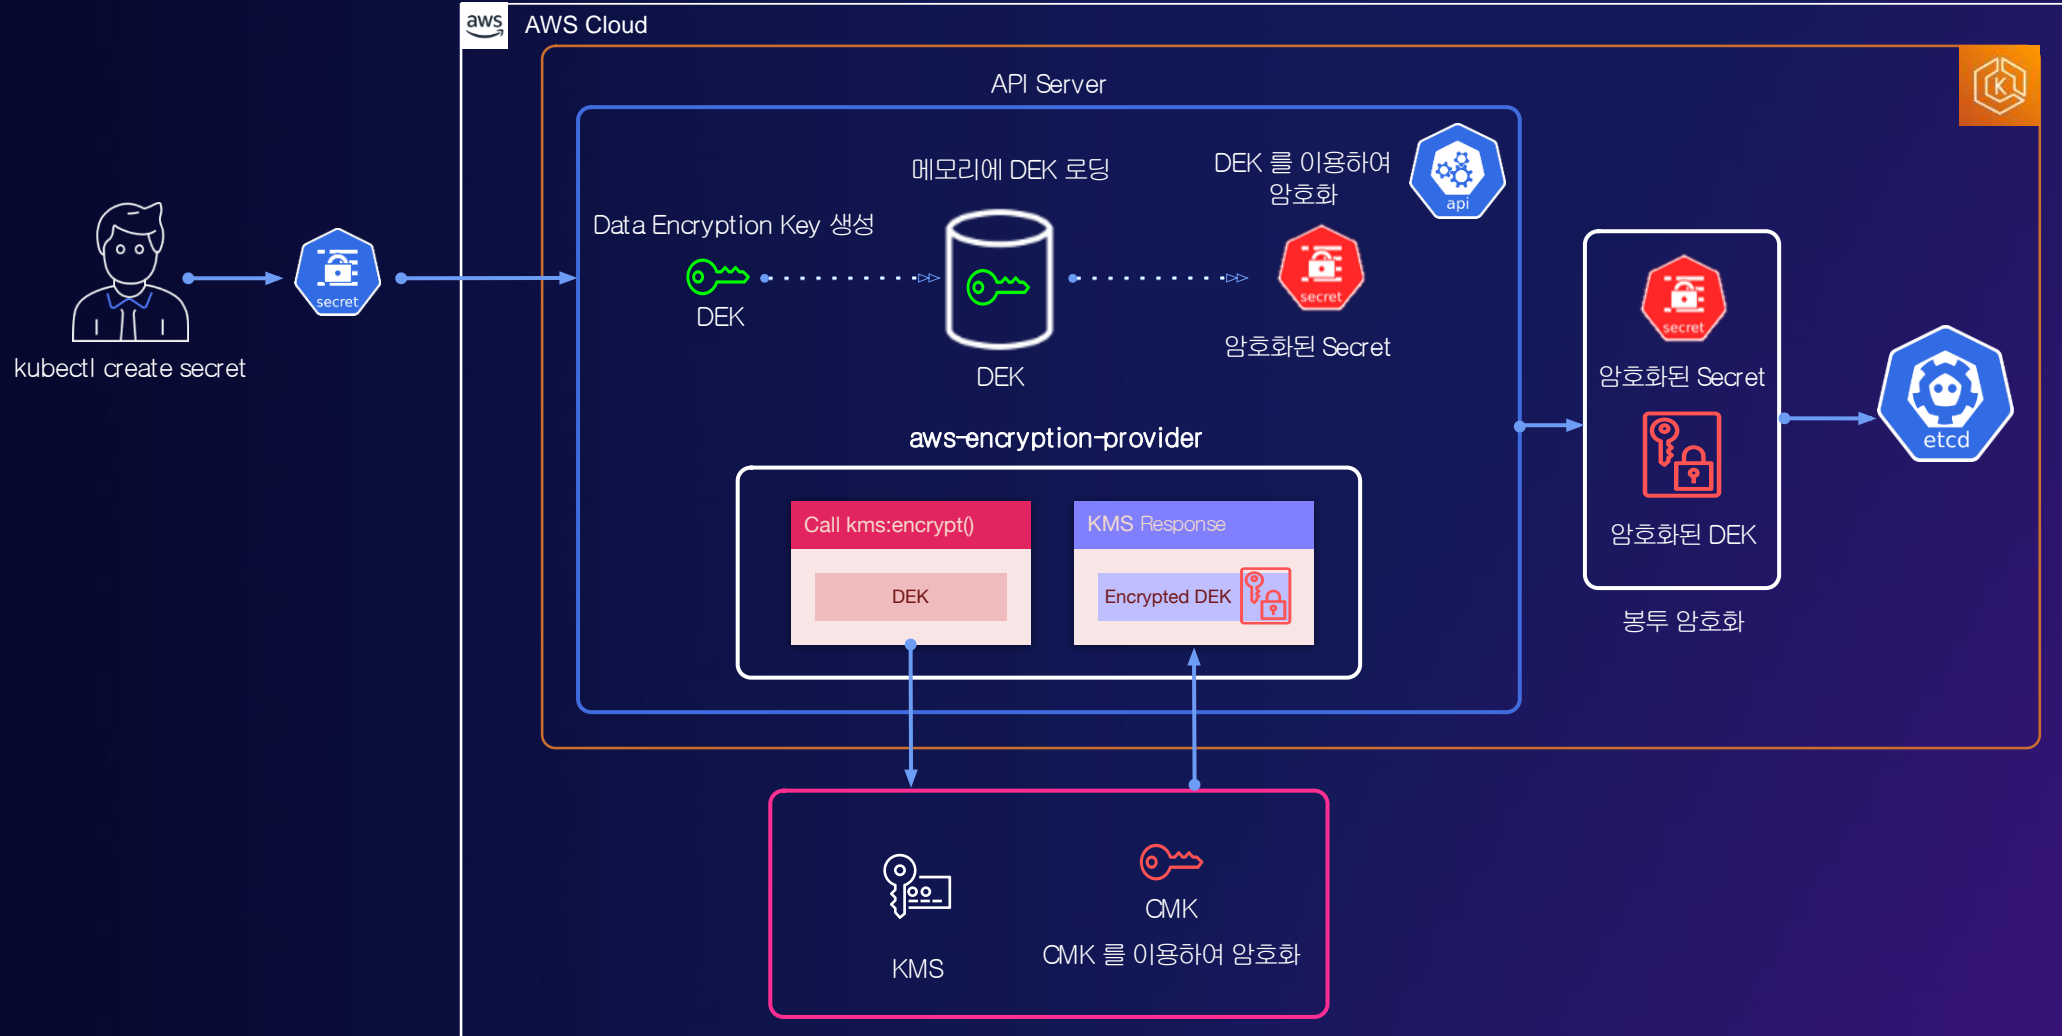 aws
AWS Cloud
API Server
api
메모리에 DEK 로딩
DEK 를 이용하여
암호화
Data Encryption Key 생성
DEK
DEK
secret
암호화된 Secret
secret
kubectl create secret
aws-encryption-provider
Call kms:encrypt()
DEK
KMS Response
Encrypted DEK
secret
암호화된 Secret
암호화된 DEK
봉투 암호화
etcd
K
KMS
CMK
CMK 를 이용하여 암호화